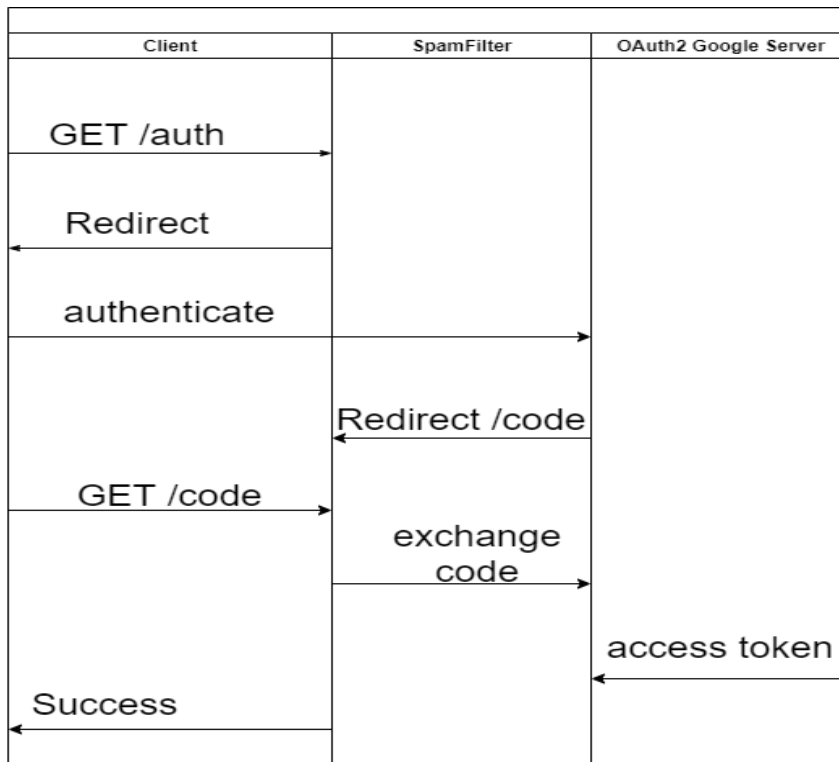 Client
SpamFilter
OAuth2 Google Server
GET /auth
Redirect
authenticate
Redirect /code
GET /code
exchange
code
access token
Success